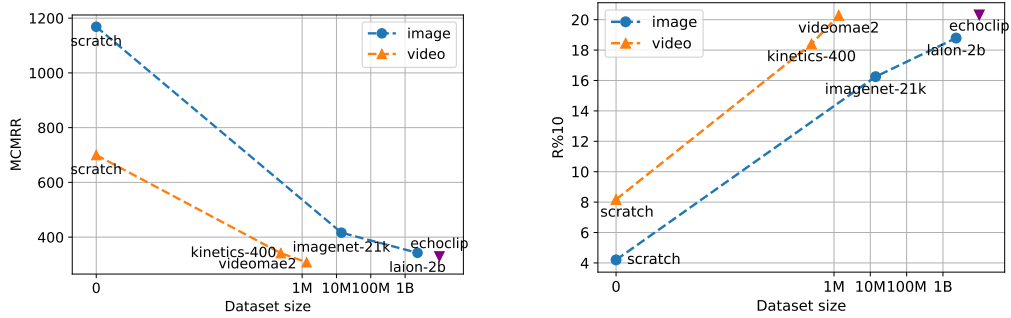 1200
1000
800
600
400
MCMRR
image
video
scratch
scratch
kinetics-400
videomae2
imagenet-21k
echoclip
laion-2b
0
1M
10M
100M
1B
Dataset size
20
18
16
14
12
10
8
6
4
R%10
image
video
videomae2
echoclip
kinetics-400
laion-2b
imagenet-21k
scratch
scratch
0
1M
10M
100M
1B
Dataset size